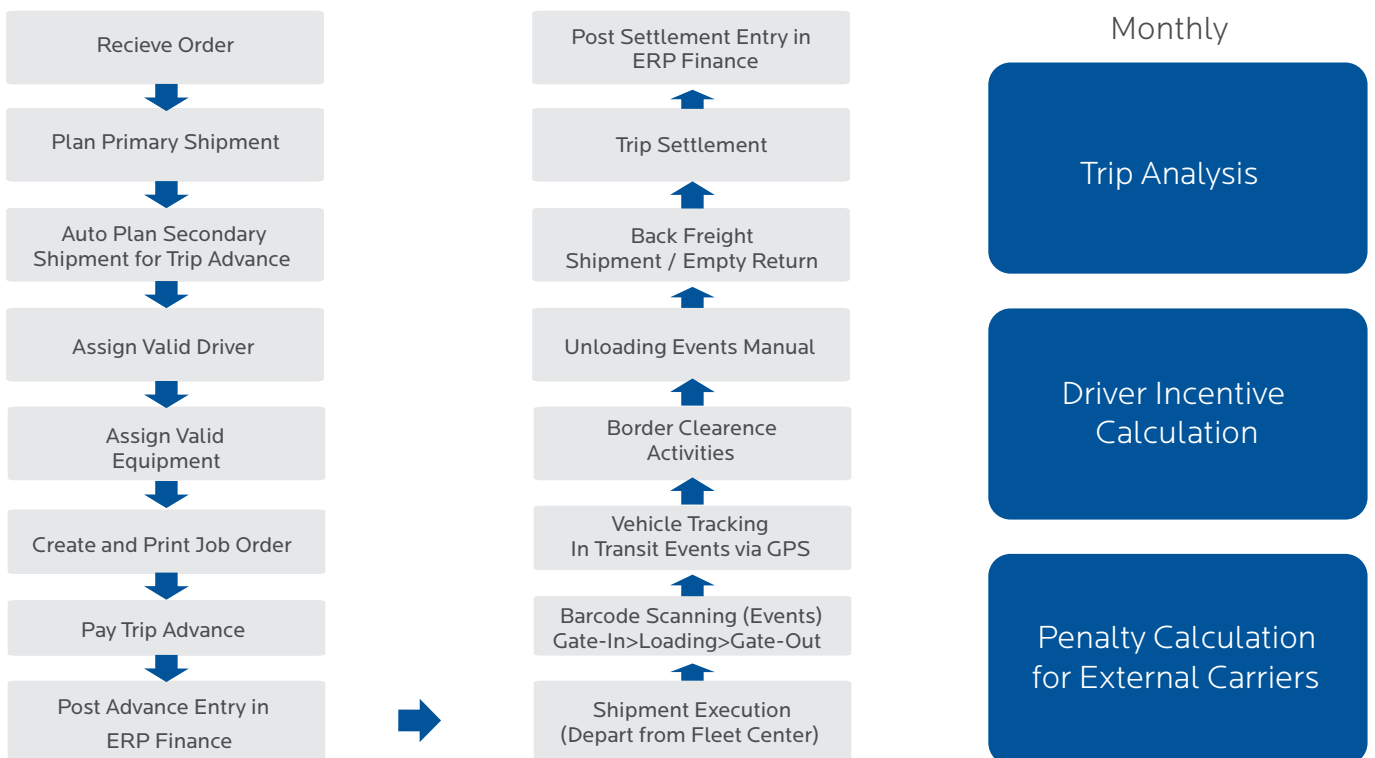 Recieve Order
Plan Primary Shipment
Auto Plan Secondary
Shipment for Trip Advance
Assign Valid Driver
Assign Valid
Equipment
Create and Print Job Order
Pay Trip Advance
Post Advance Entry in
ERP Finance
Post Settlement Entry in
ERP Finance
Trip Settlement
Back Freight
Shipment / Empty Return
Unloading Events Manual
Border Clearence
Activities
Vehicle Tracking
In Transit Events via GPS
Barcode Scanning (Events)
Gate-In>Loading>Gate-Out
Shipment Execution
(Depart from Fleet Center)
Monthly
Trip Analysis
Driver Incentive
Calculation
Penalty Calculation
for External Carriers